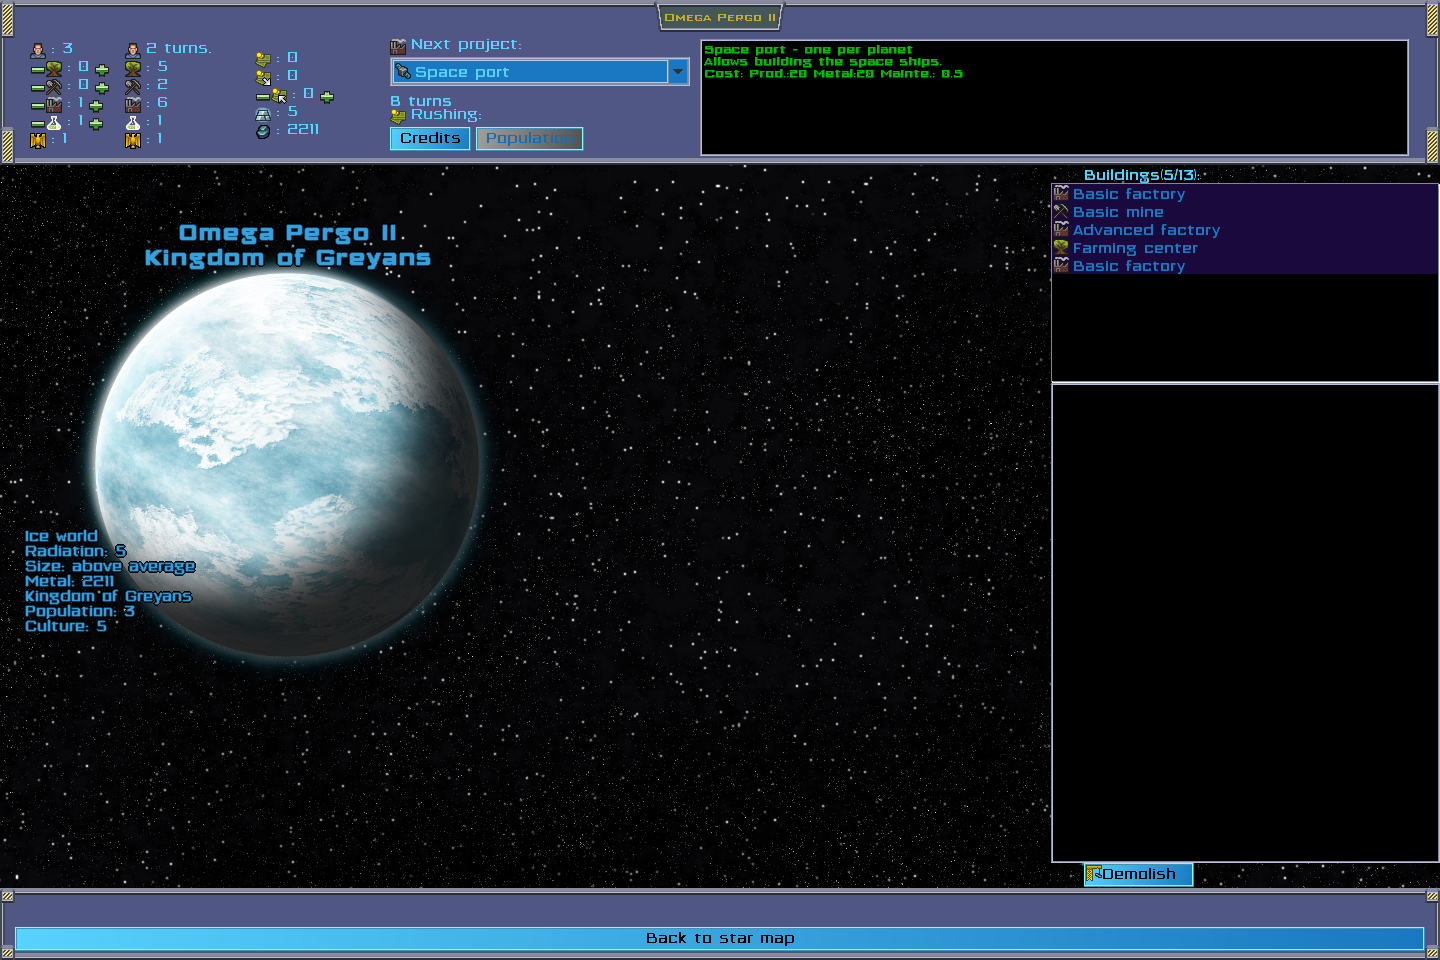 Omega Pergo II
: 3
2 turns.
: 0
: 5
: 0
: 2
: 1
: 6
: 1
: 1
: 1
: 1
: 0
: 0
: 0
: 5
: 2211
Next project:
Space port
8 turns
Rushing:
Credits
Population
Space port - one per planet
Allows building the space ships.
Cost: Prod.:20 Metal:20 Mainte.: 0.5
Buildings(5/13):
Basic factory
Basic mine
Advanced factory
Farming center
Basic factory
Omega Pergo II
Kingdom of Greyans
Ice world
Radiation: 5
Size: above average
Metal: 2211
Kingdom of Greyans
Population: 3
Culture: 5
Demolish
Back to star map